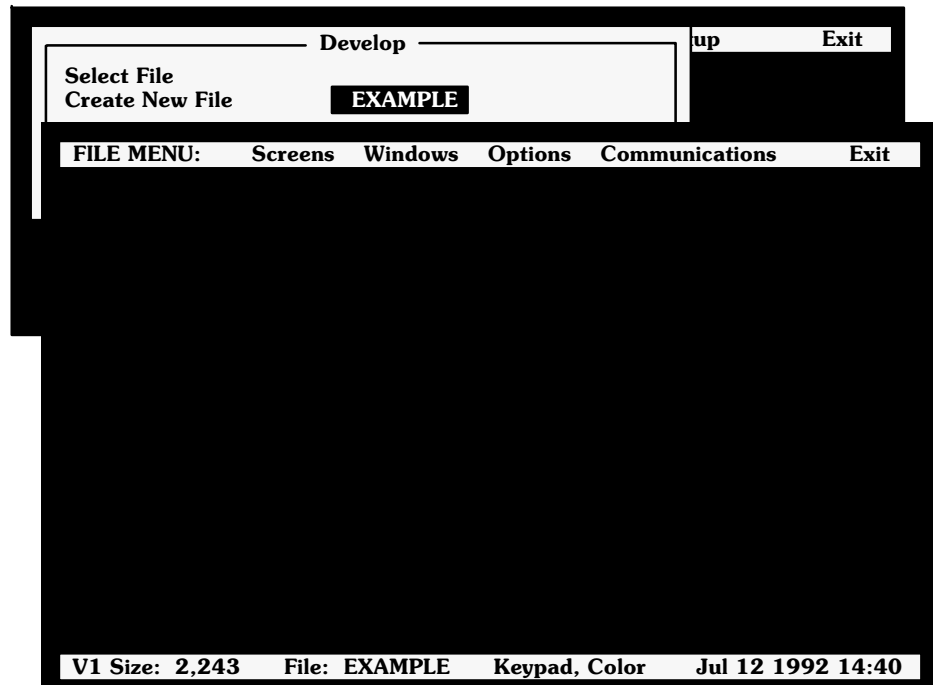 Develop
tup Exit
Select File
Create New File EXAMPLE
FILE MENU: Screens Windows Options Communications Exit
V1 Size: 2,243 File: EXAMPLE Keypad, Color Jul 12 1992 14:40